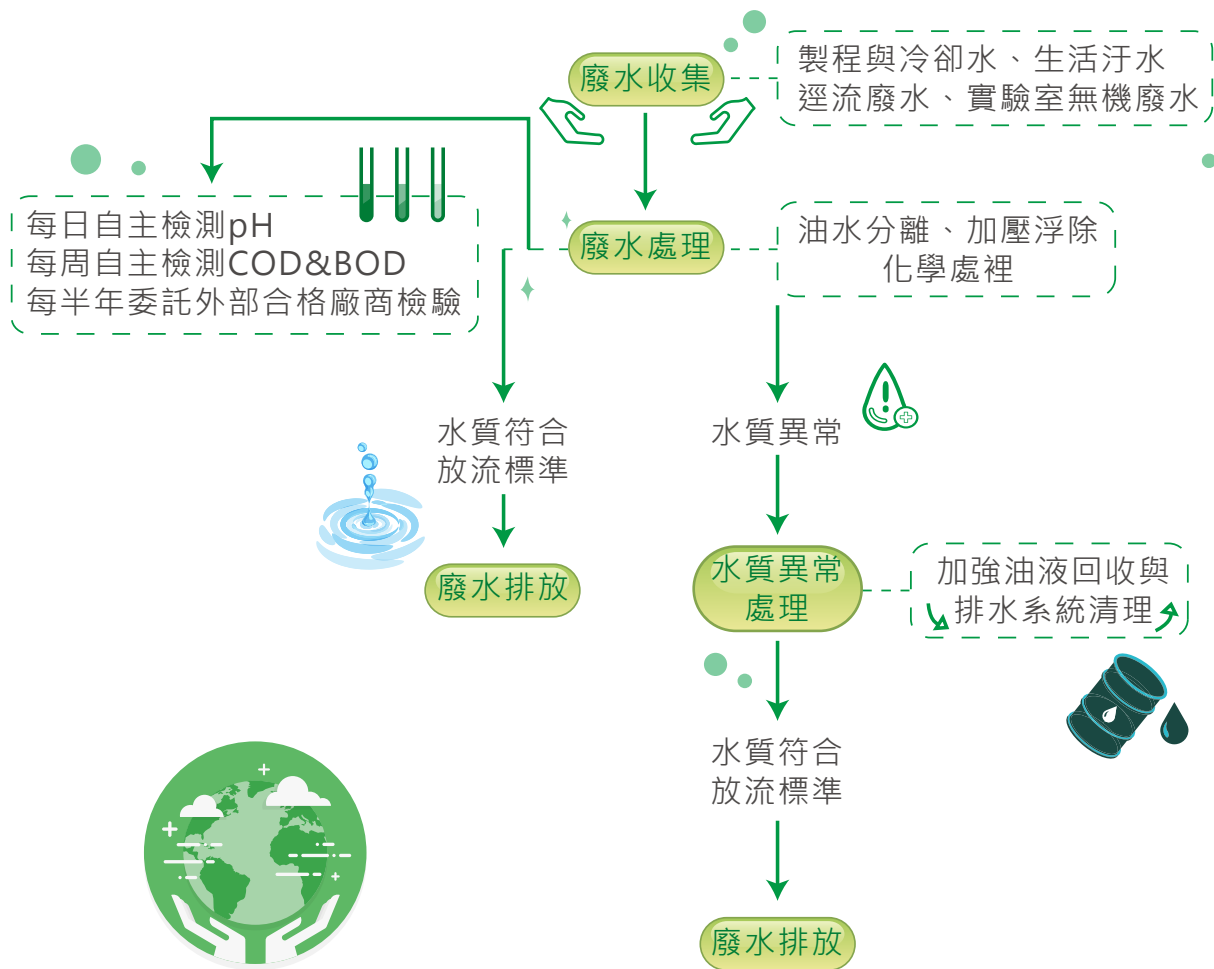 廢水收集
製程與冷卻水、生活汙水
逕流廢水、實驗室無機廢水
每日自主檢測pH
每周自主檢測COD&BOD
每半年委託外部合格廠商檢驗
廢水處理
油水分離、加壓浮除
化學處裡
水質符合
放流標準
水質異常
廢水排放
水質異常
處理
加強油液回收與
排水系統清理
水質符合
放流標準
廢水排放